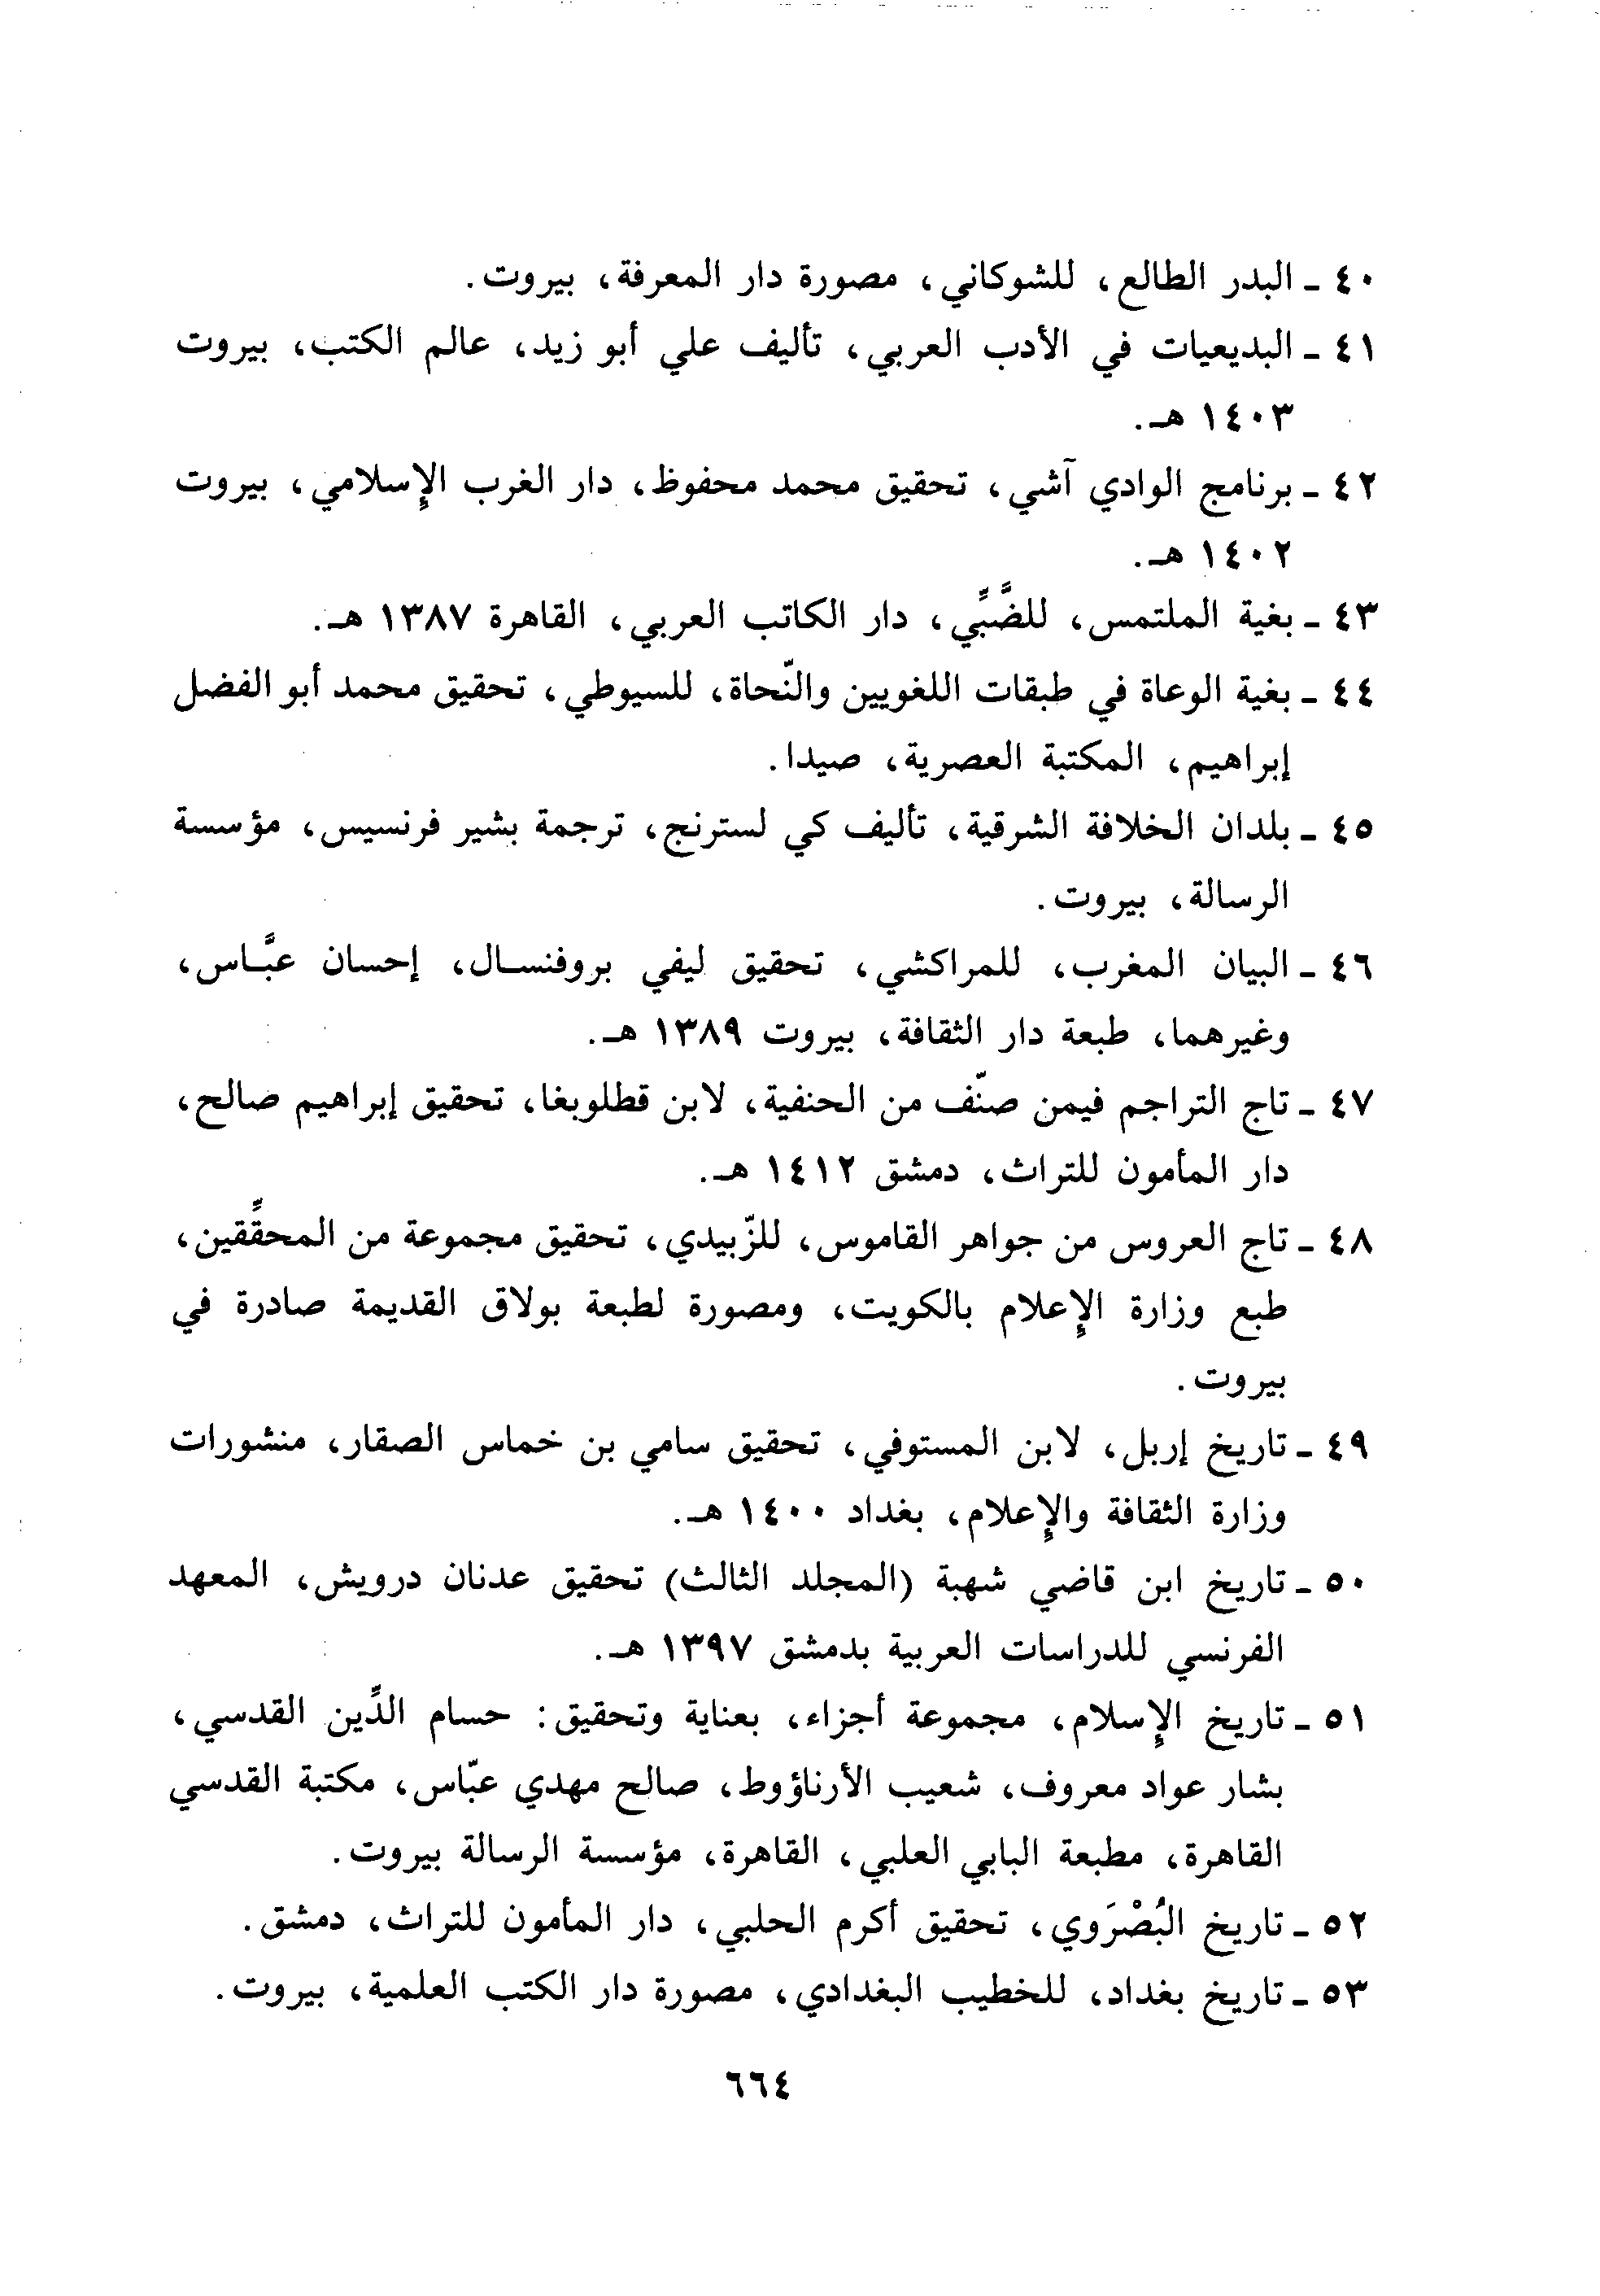 ٤٠ ـ البدر الطالع، للشوكاني، مصورة دار المعرفة، بيروت.
٤١ ـ البديعيات في الأدب العربي، تأليف علي أبو زيد، عالم الكتب، بيروت
١٤٠٣ هـ.
٤٢ ـ برنامج الوادي آشي، تحقيق محمد محفوظ، دار الغرب الإسلامي، بيروت
١٤٠٢ هـ.
٤٣ ـ بغية الملتمس، للضَّبِّي، دار الكاتب العربي، القاهرة ١٣٨٧ هـ.
٤٤ ـ بغية الوعاة في طبقات اللغويين والنّحاة، للسيوطي، تحقيق محمد أبو الفضل
إبراهيم، المكتبة العصرية، صيدا.
٤٥ ـ بلدان الخلافة الشرقية، تأليف كي لسترنج، ترجمة بشير فرنسيس، مؤسسة
الرسالة، بيروت.
٤٦ ـ البيان المغرب، للمراكشي، تحقيق ليفي بروفنسـال، إحسان عبَّـاس،
وغيرهما، طبعة دار الثقافة، بيروت ١٣٨٩ هـ.
٤٧ ـ تاج التراجم فيمن صنّف من الحنفية، لابن قطلوبغا، تحقيق إبراهيم صالح،
دار المأمون للتراث، دمشق ١٤١٢ هـ.
٤٨ ـ تاج العروس من جواهر القاموس، للزّبيدي، تحقيق مجموعة من المحقِّقين،
طبع وزارة الإعلام بالكويت، ومصورة لطبعة بولاق القديمة صادرة في
بيروت.
٤٩ ـ تاريخ إربل، لابن المستوفي، تحقيق سامي بن خماس الصقار، منشورات
وزارة الثقافة والإعلام، بغداد ١٤٠٠ هـ.
٥٠ ـ تاريخ ابن قاضي شهبة (المجلد الثالث) تحقيق عدنان درويش، المعهد
الفرنسي للدراسات العربية بدمشق ١٣٩٧ هـ.
٥١ ـ تاريخ الإسلام، مجموعة أجزاء، بعناية وتحقيق: حسام الدِّين القدسي،
بشار عواد معروف، شعيب الأرناؤوط، صالح مهدي عبّاس، مكتبة القدسي
القاهرة، مطبعة البابي العلبي، القاهرة، مؤسسة الرسالة بيروت.
٥٢ ـ تاريخ البُصْرَوي، تحقيق أكرم الحلبي، دار المأمون للتراث، دمشق.
٥٣ ـ تاريخ بغداد، للخطيب البغدادي، مصورة دار الكتب العلمية، بيروت.
٦٦٤